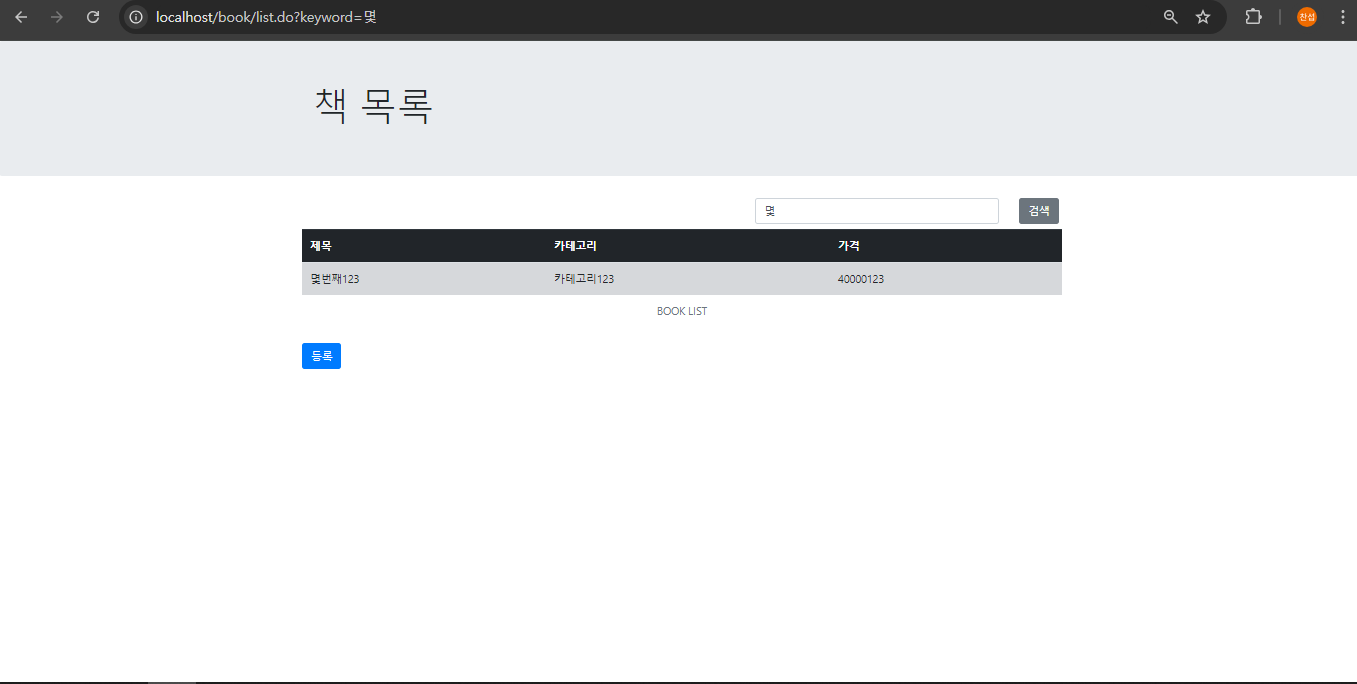 localhost/book/list.do?keyword=몇
찬섭
책 목록
몇 검색
제목 카테고리 가격
몇번째123 카테고리123 40000123
BOOK LIST
등록